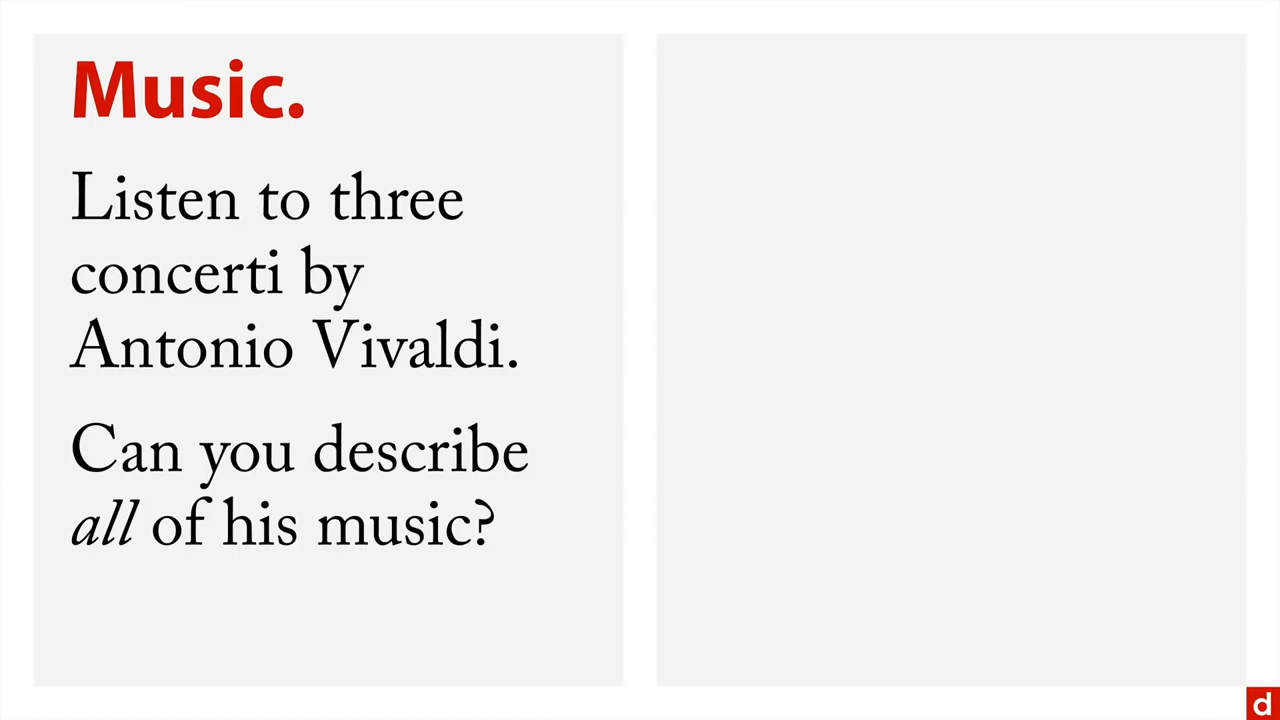 Music.
Listen to three
concerti by
Antonio Vivaldi.
Can you describe
all of his music?
d